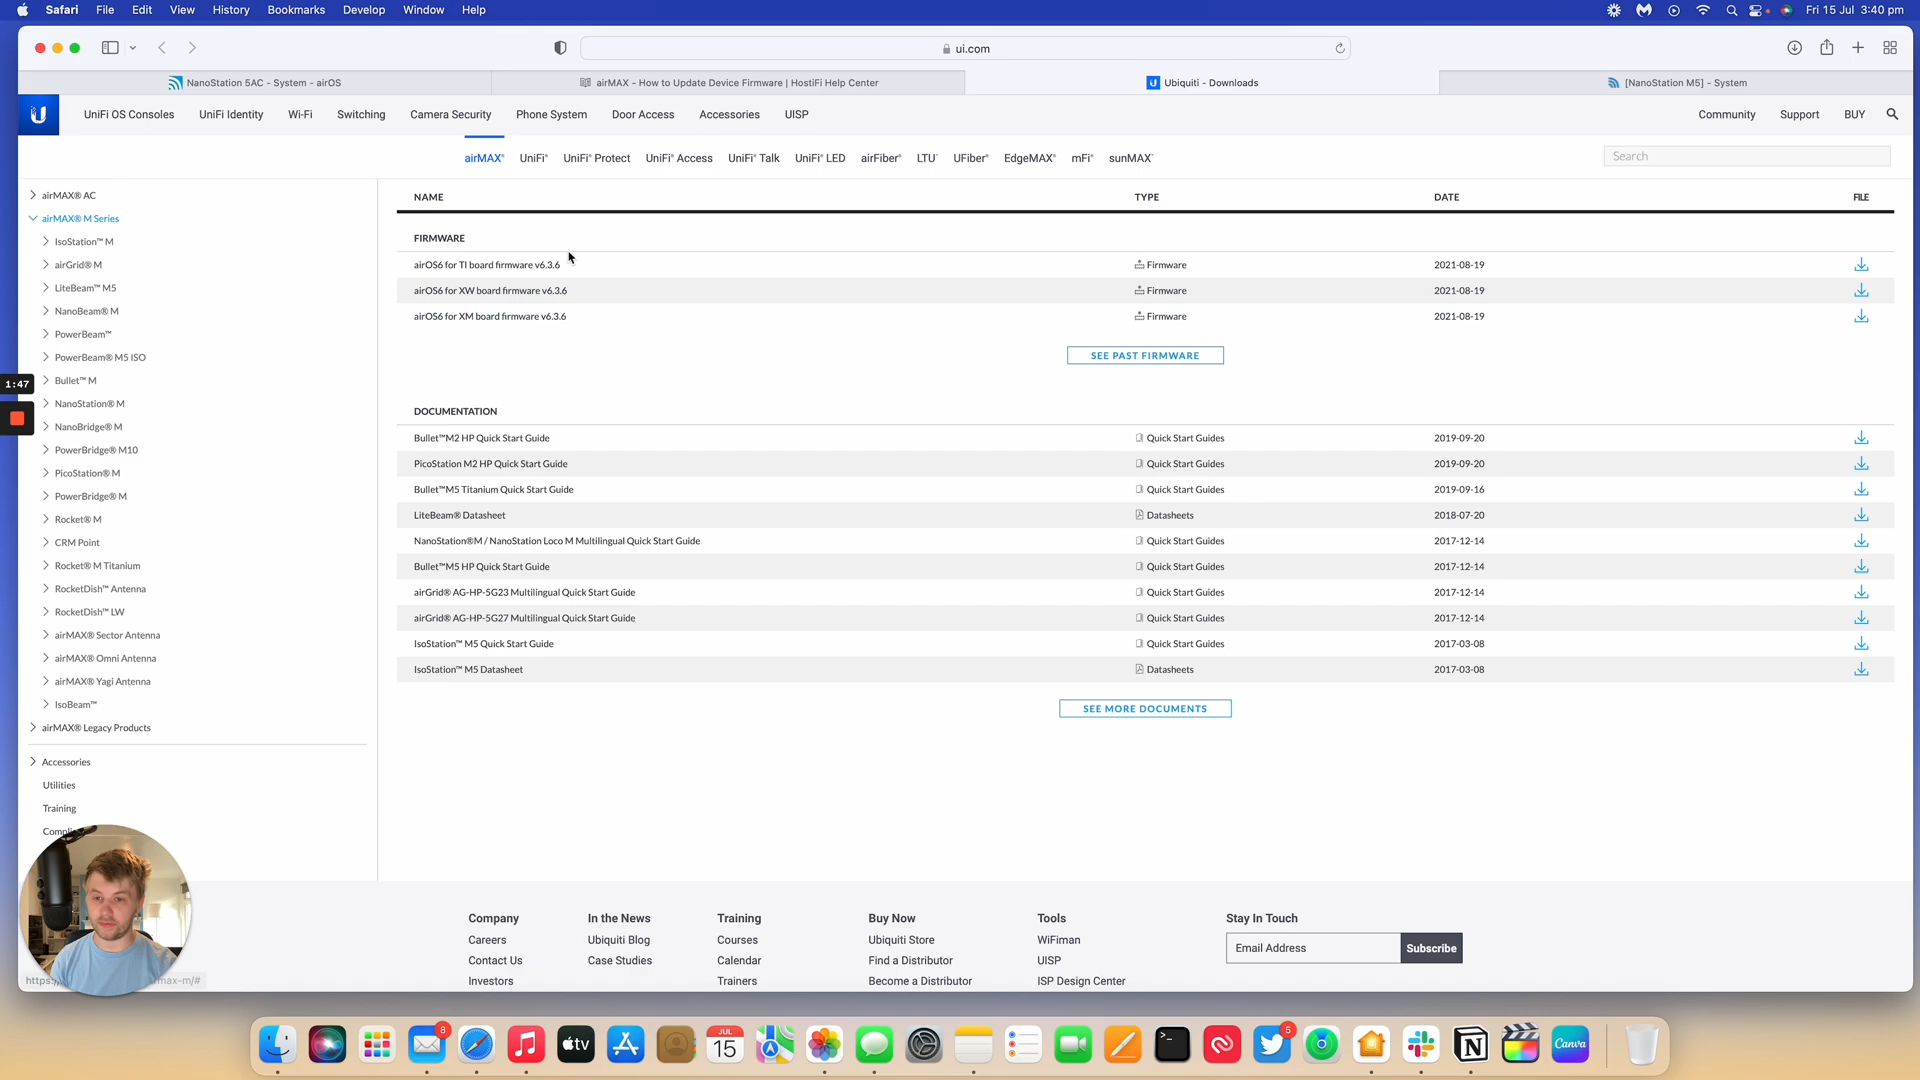 Safari File Edit View History Bookmarks Develop Window Help Fri 15 Jul 3:40 pm
ui.com
NanoStation 5AC - System - airOS airMAX - How to Update Device Firmware | HostiFi Help Center Ubiquiti - Downloads [NanoStation M5] - System
UniFi OS Consoles UniFi Identity Wi-Fi Switching Camera Security Phone System Door Access Accessories UISP Community Support BUY
airMAX® UniFi® UniFi® Protect UniFi® Access UniFi® Talk UniFi® LED airFiber® LTU™ UFiber® EdgeMAX® mFi® sunMAX™ Search
airMAX® AC
airMAX® M Series
IsoStation™ M
airGrid® M
LiteBeam™ M5
NanoBeam® M
PowerBeam™
PowerBeam® M5 ISO
Bullet™ M
NanoStation® M
NanoBridge® M
PowerBridge® M10
PicoStation® M
PowerBridge® M
Rocket® M
CRM Point
Rocket® M Titanium
RocketDish™ Antenna
RocketDish™ LW
airMAX® Sector Antenna
airMAX® Omni Antenna
airMAX® Yagi Antenna
IsoBeam™
airMAX® Legacy Products
Accessories
Utilities
Training
1:47
NAME TYPE DATE FILE
FIRMWARE
airOS6 for TI board firmware v6.3.6 Firmware 2021-08-19
airOS6 for XW board firmware v6.3.6 Firmware 2021-08-19
airOS6 for XM board firmware v6.3.6 Firmware 2021-08-19
SEE PAST FIRMWARE
DOCUMENTATION
Bullet™M2 HP Quick Start Guide Quick Start Guides 2019-09-20
PicoStation M2 HP Quick Start Guide Quick Start Guides 2019-09-20
Bullet™M5 Titanium Quick Start Guide Quick Start Guides 2019-09-16
LiteBeam® Datasheet Datasheets 2018-07-20
NanoStation®M / NanoStation Loco M Multilingual Quick Start Guide Quick Start Guides 2017-12-14
Bullet™M5 HP Quick Start Guide Quick Start Guides 2017-12-14
airGrid® AG-HP-5G23 Multilingual Quick Start Guide Quick Start Guides 2017-12-14
airGrid® AG-HP-5G27 Multilingual Quick Start Guide Quick Start Guides 2017-12-14
IsoStation™ M5 Quick Start Guide Quick Start Guides 2017-03-08
IsoStation™ M5 Datasheet Datasheets 2017-03-08
SEE MORE DOCUMENTS
Company
Careers
Contact Us
Investors
In the News
Ubiquiti Blog
Case Studies
Training
Courses
Calendar
Trainers
Buy Now
Ubiquiti Store
Find a Distributor
Become a Distributor
Tools
WiFiman
UISP
ISP Design Center
Stay In Touch
Email Address Subscribe
8 tv JUL 15 5 Canva